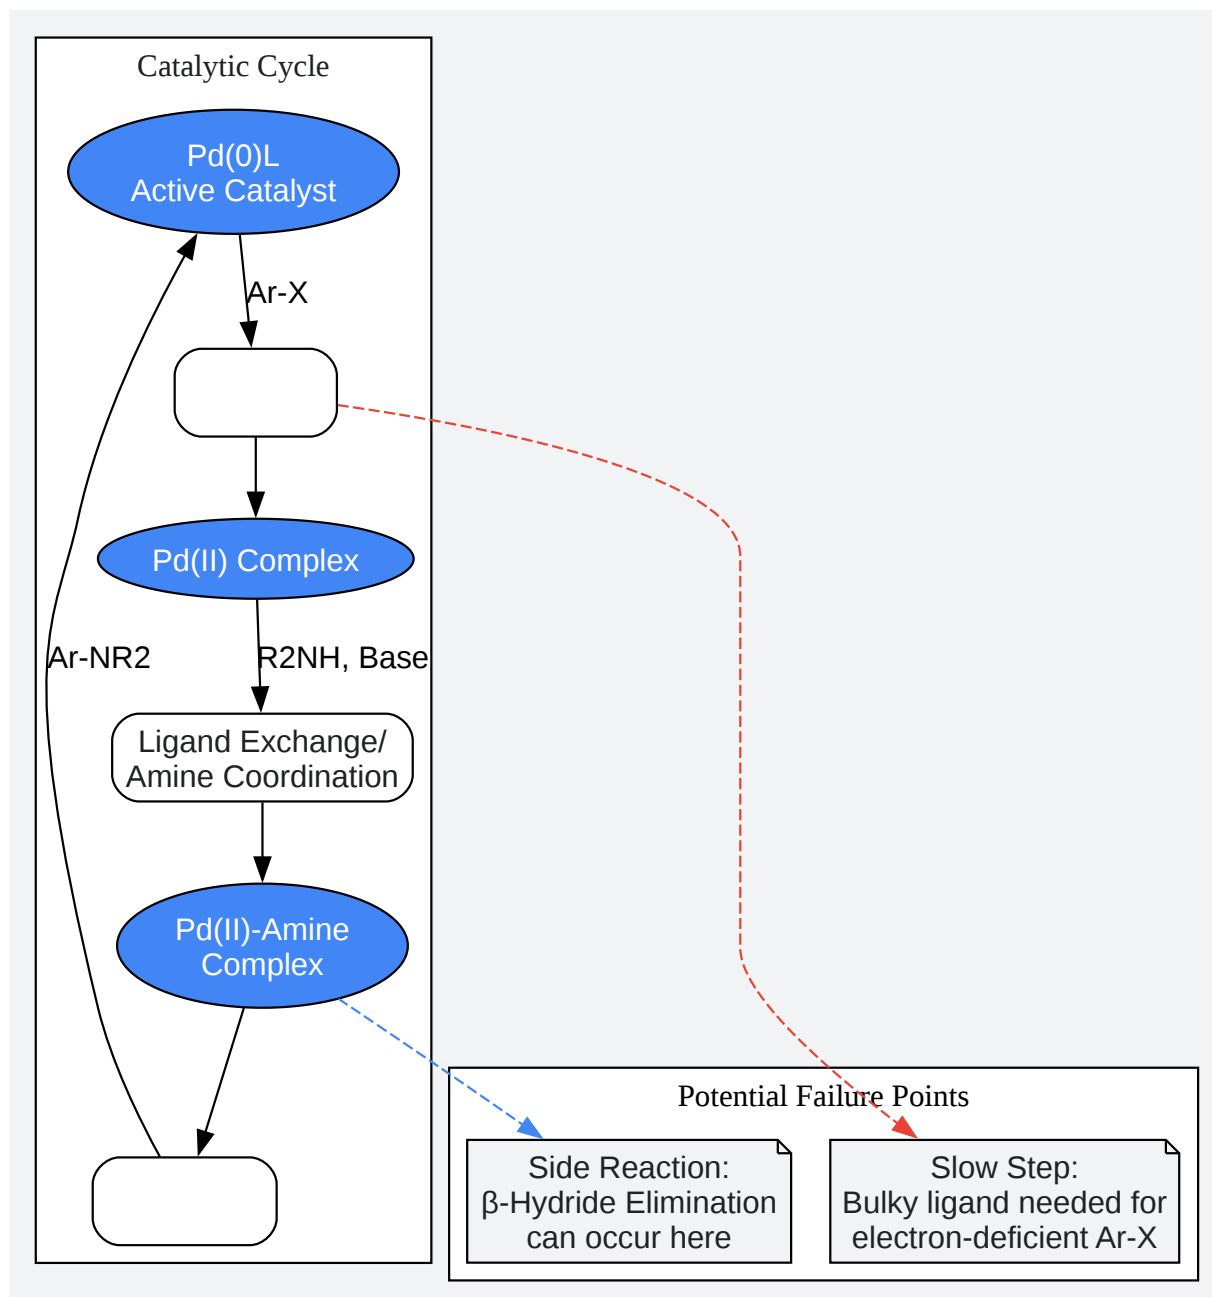 Catalytic Cycle
Pd(0)L
Active Catalyst
Ar-X
Pd(II) Complex
Ar-NR2
R2NH, Base
Ligand Exchange/
Amine Coordination
Pd(II)-Amine
Complex
Potential Failure Points
Side Reaction:
β-Hydride Elimination
can occur here
Slow Step:
Bulky ligand needed for
electron-deficient Ar-X